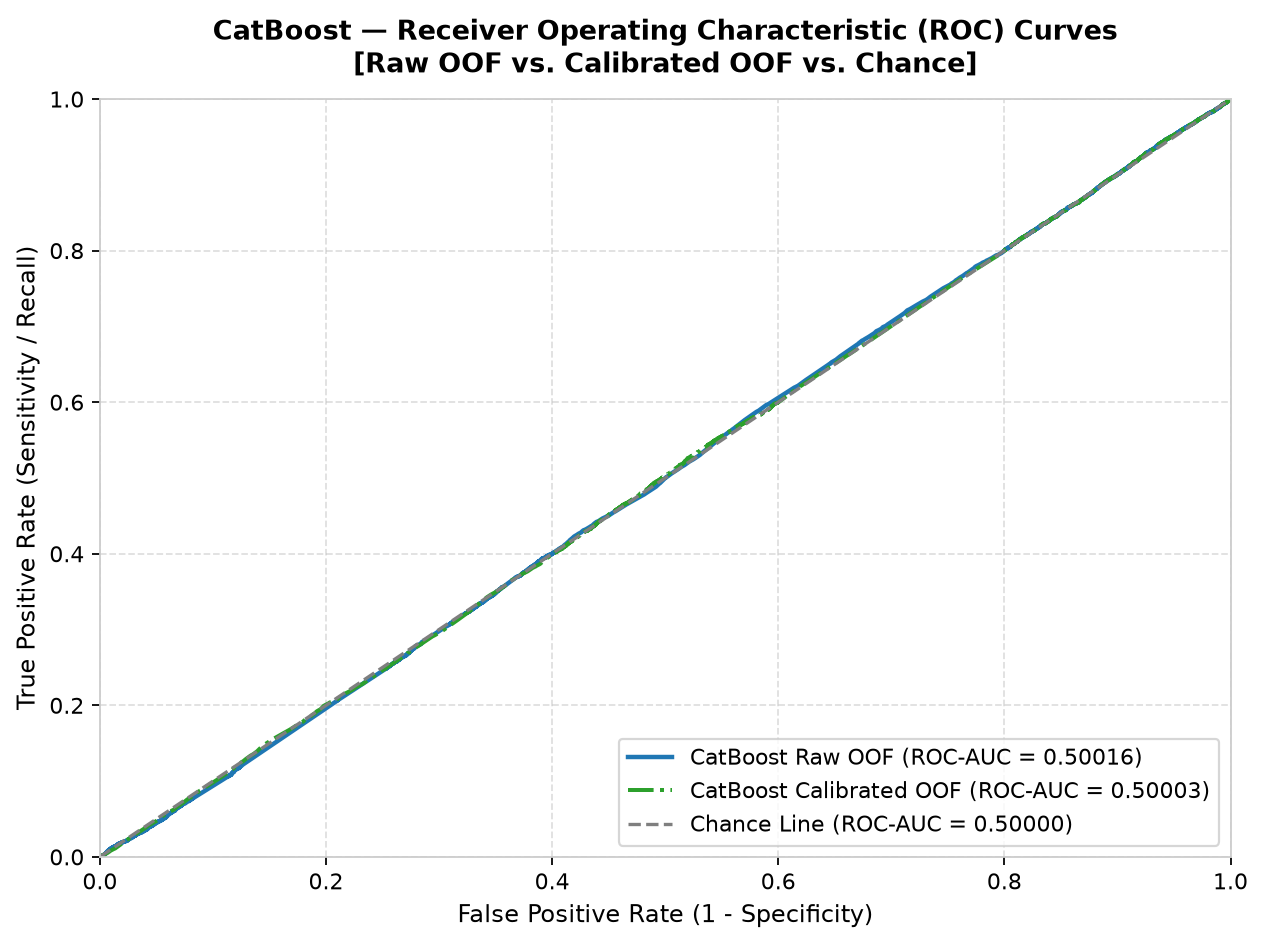 CatBoost — Receiver Operating Characteristic (ROC) Curves
[Raw OOF vs. Calibrated OOF vs. Chance]
True Positive Rate (Sensitivity / Recall)
1.0
0.8
0.6
0.4
0.2
0.0
CatBoost Raw OOF (ROC-AUC = 0.50016)
CatBoost Calibrated OOF (ROC-AUC = 0.50003)
Chance Line (ROC-AUC = 0.50000)
0.0 0.2 0.4 0.6 0.8 1.0
False Positive Rate (1 - Specificity)